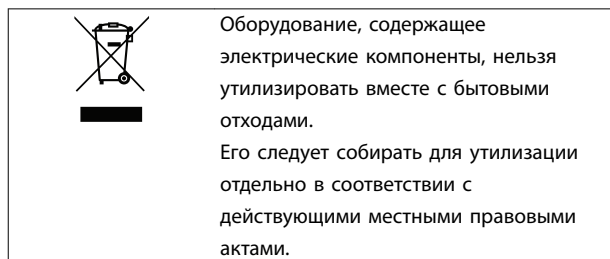 Оборудование, содержащее
электрические компоненты, нельзя
утилизировать вместе с бытовыми
отходами.
Его следует собирать для утилизации
отдельно в соответствии с
действующими местными правовыми
актами.